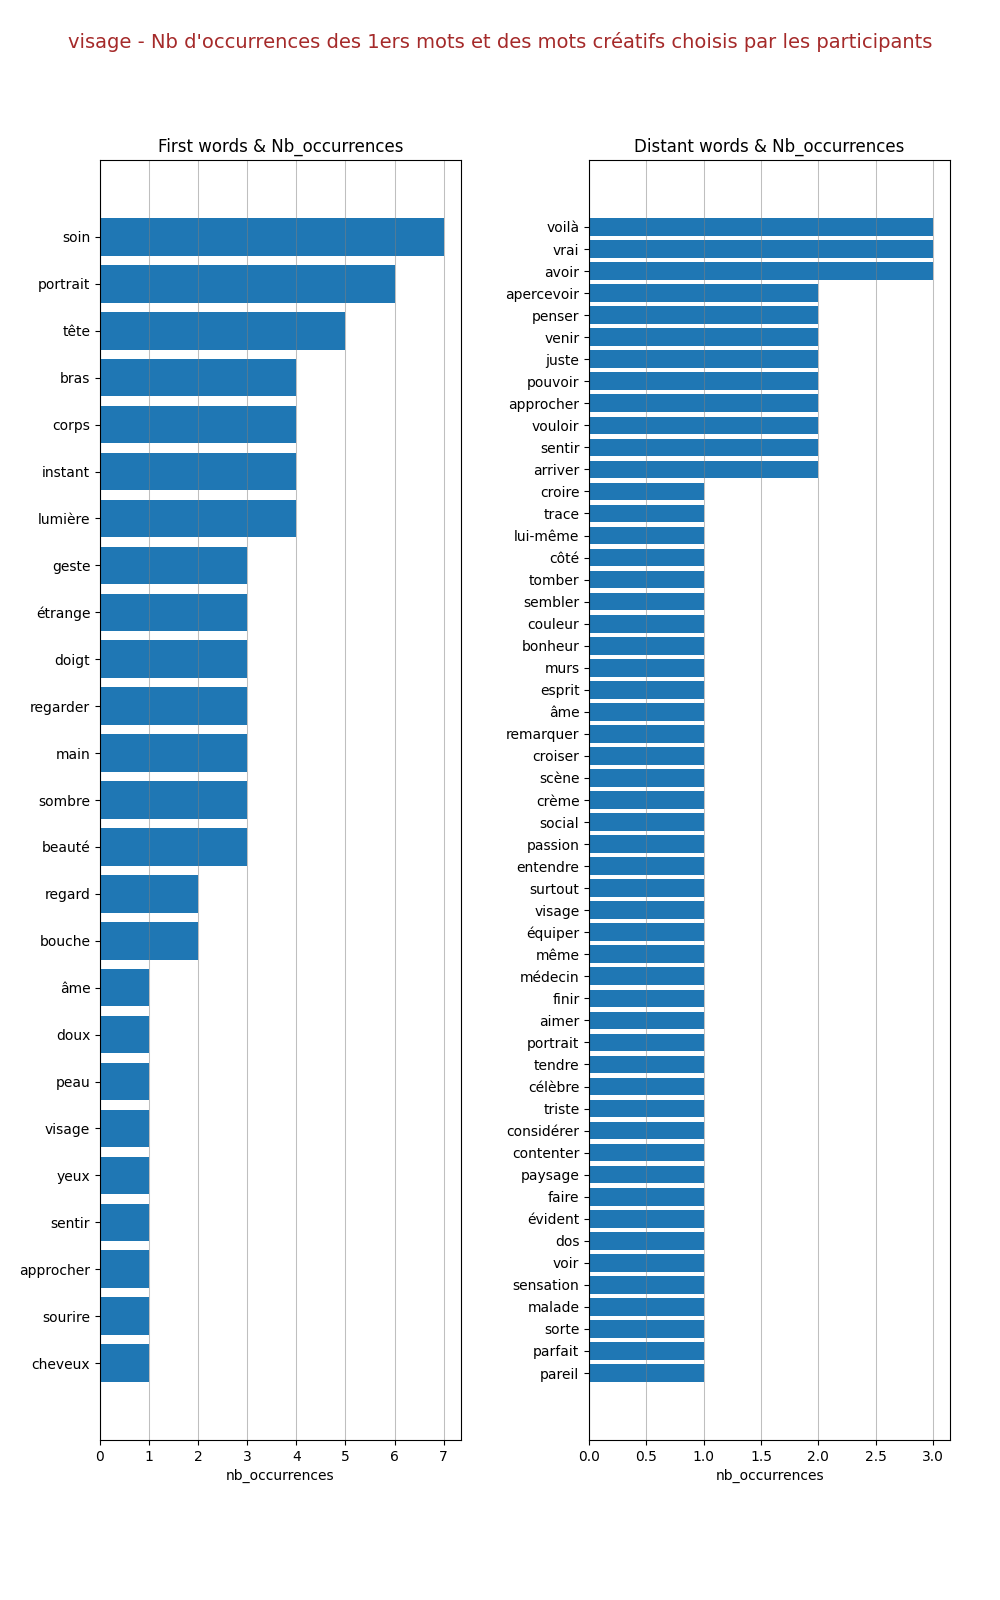 visage - Nb d'occurrences des 1ers mots et des mots créatifs choisis par les participants
First words & Nb_occurrences
soin
portrait
tête
bras
corps
instant
lumière
geste
étrange
doigt
regarder
main
sombre
beauté
regard
bouche
âme
doux
peau
visage
yeux
sentir
approcher
sourire
cheveux
0 1 2 3 4 5 6 7
nb_occurrences
Distant words & Nb_occurrences
voilà
vrai
avoir
apercevoir
penser
venir
juste
pouvoir
approcher
vouloir
sentir
arriver
croire
trace
lui-même
côté
tomber
sembler
couleur
bonheur
murs
esprit
âme
remarquer
croiser
scène
crème
social
passion
entendre
surtout
visage
équiper
même
médecin
finir
aimer
portrait
tendre
célèbre
triste
considérer
contenter
paysage
faire
évident
dos
voir
sensation
malade
sorte
parfait
pareil
0.0 0.5 1.0 1.5 2.0 2.5 3.0
nb_occurrences